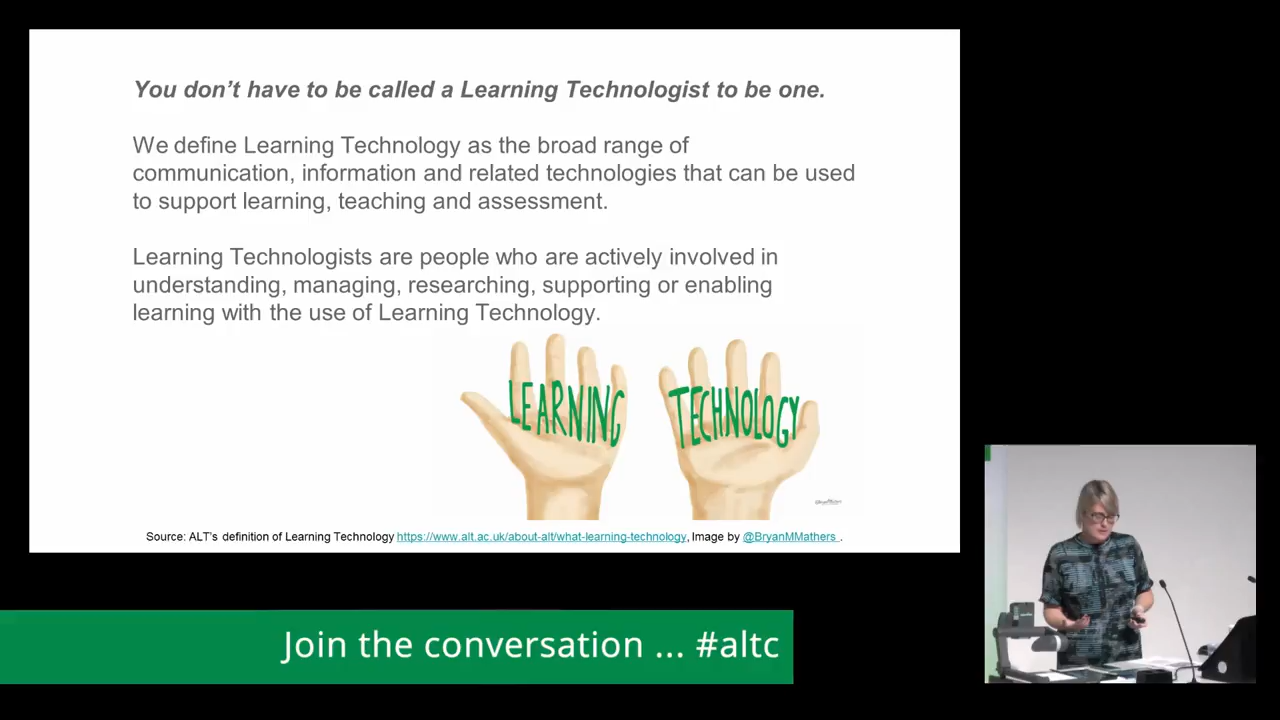 You don't have to be called a Learning Technologist to be one.
We define Learning Technology as the broad range of
communication, information and related technologies that can be used
to support learning, teaching and assessment.
Learning Technologists are people who are actively involved in
understanding, managing, researching, supporting or enabling
learning with the use of Learning Technology.
LEARNING TECHNOLOGY
Source: ALT's definition of Learning Technology https://www.alt.ac.uk/about-alt/what-learning-technology, Image by @BryanMMathers .
Join the conversation ... #altc